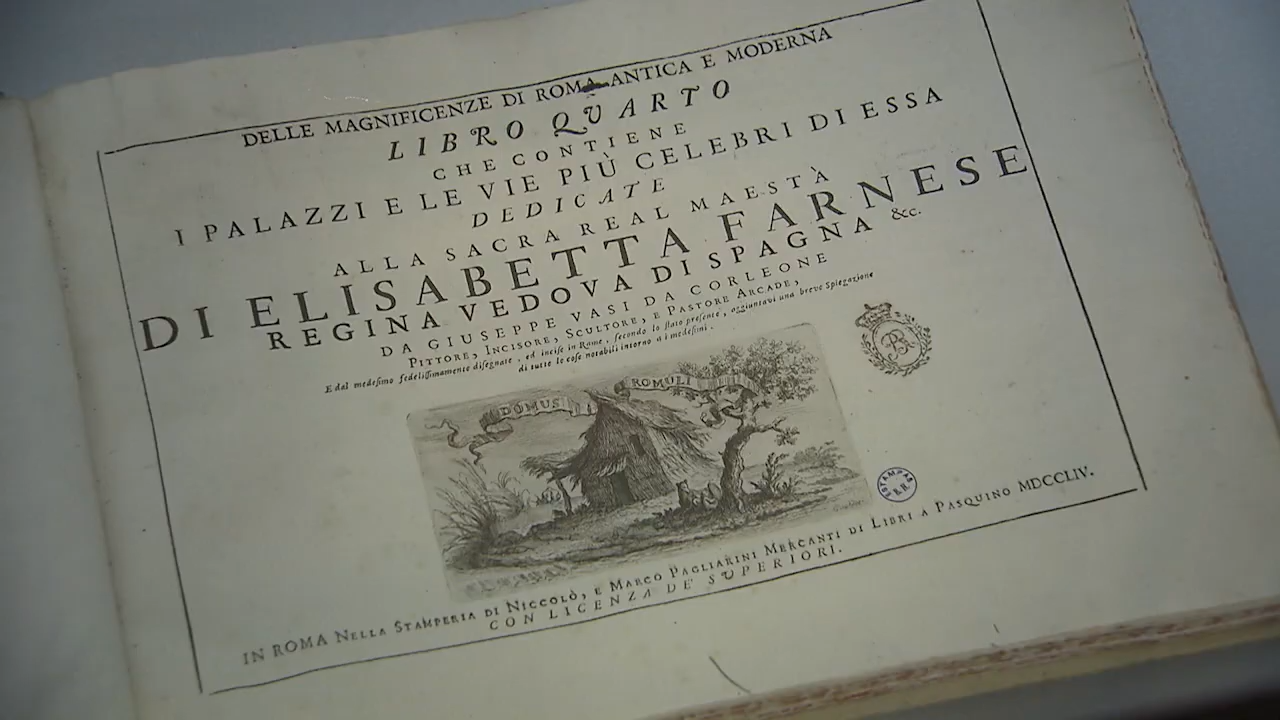 DELLE MAGNIFICENZE DI ROMA ANTICA E MODERNA
LIBRO QUARTO
CHE CONTIENE
I PALAZZI E LE VIE PIÙ CELEBRI DI ESSA
DEDICATE
ALLA SACRA REAL MAESTÀ
DI ELISABETTA FARNESE
REGINA VEDOVA DI SPAGNA &c.
DA GIUSEPPE VASI DA CORLEONE
PITTORE, INCISORE, SCULTORE, E PASTORE ARCADE,
E dal medesimo fedelissimamente disegnate, ed incise in Rame, secondo lo stato presente, aggiuntavi una breve Spiegazione
di tutte le cose notabili intorno a i medesimi.
DOMUS ROMULI
ESTAMPAS B.N.
IN ROMA NELLA STAMPERIA DI NICCOLÒ, E MARCO PAGLIARINI MERCANTI DI LIBRI A PASQUINO MDCCLIV.
CON LICENZA DE' SUPERIORI.